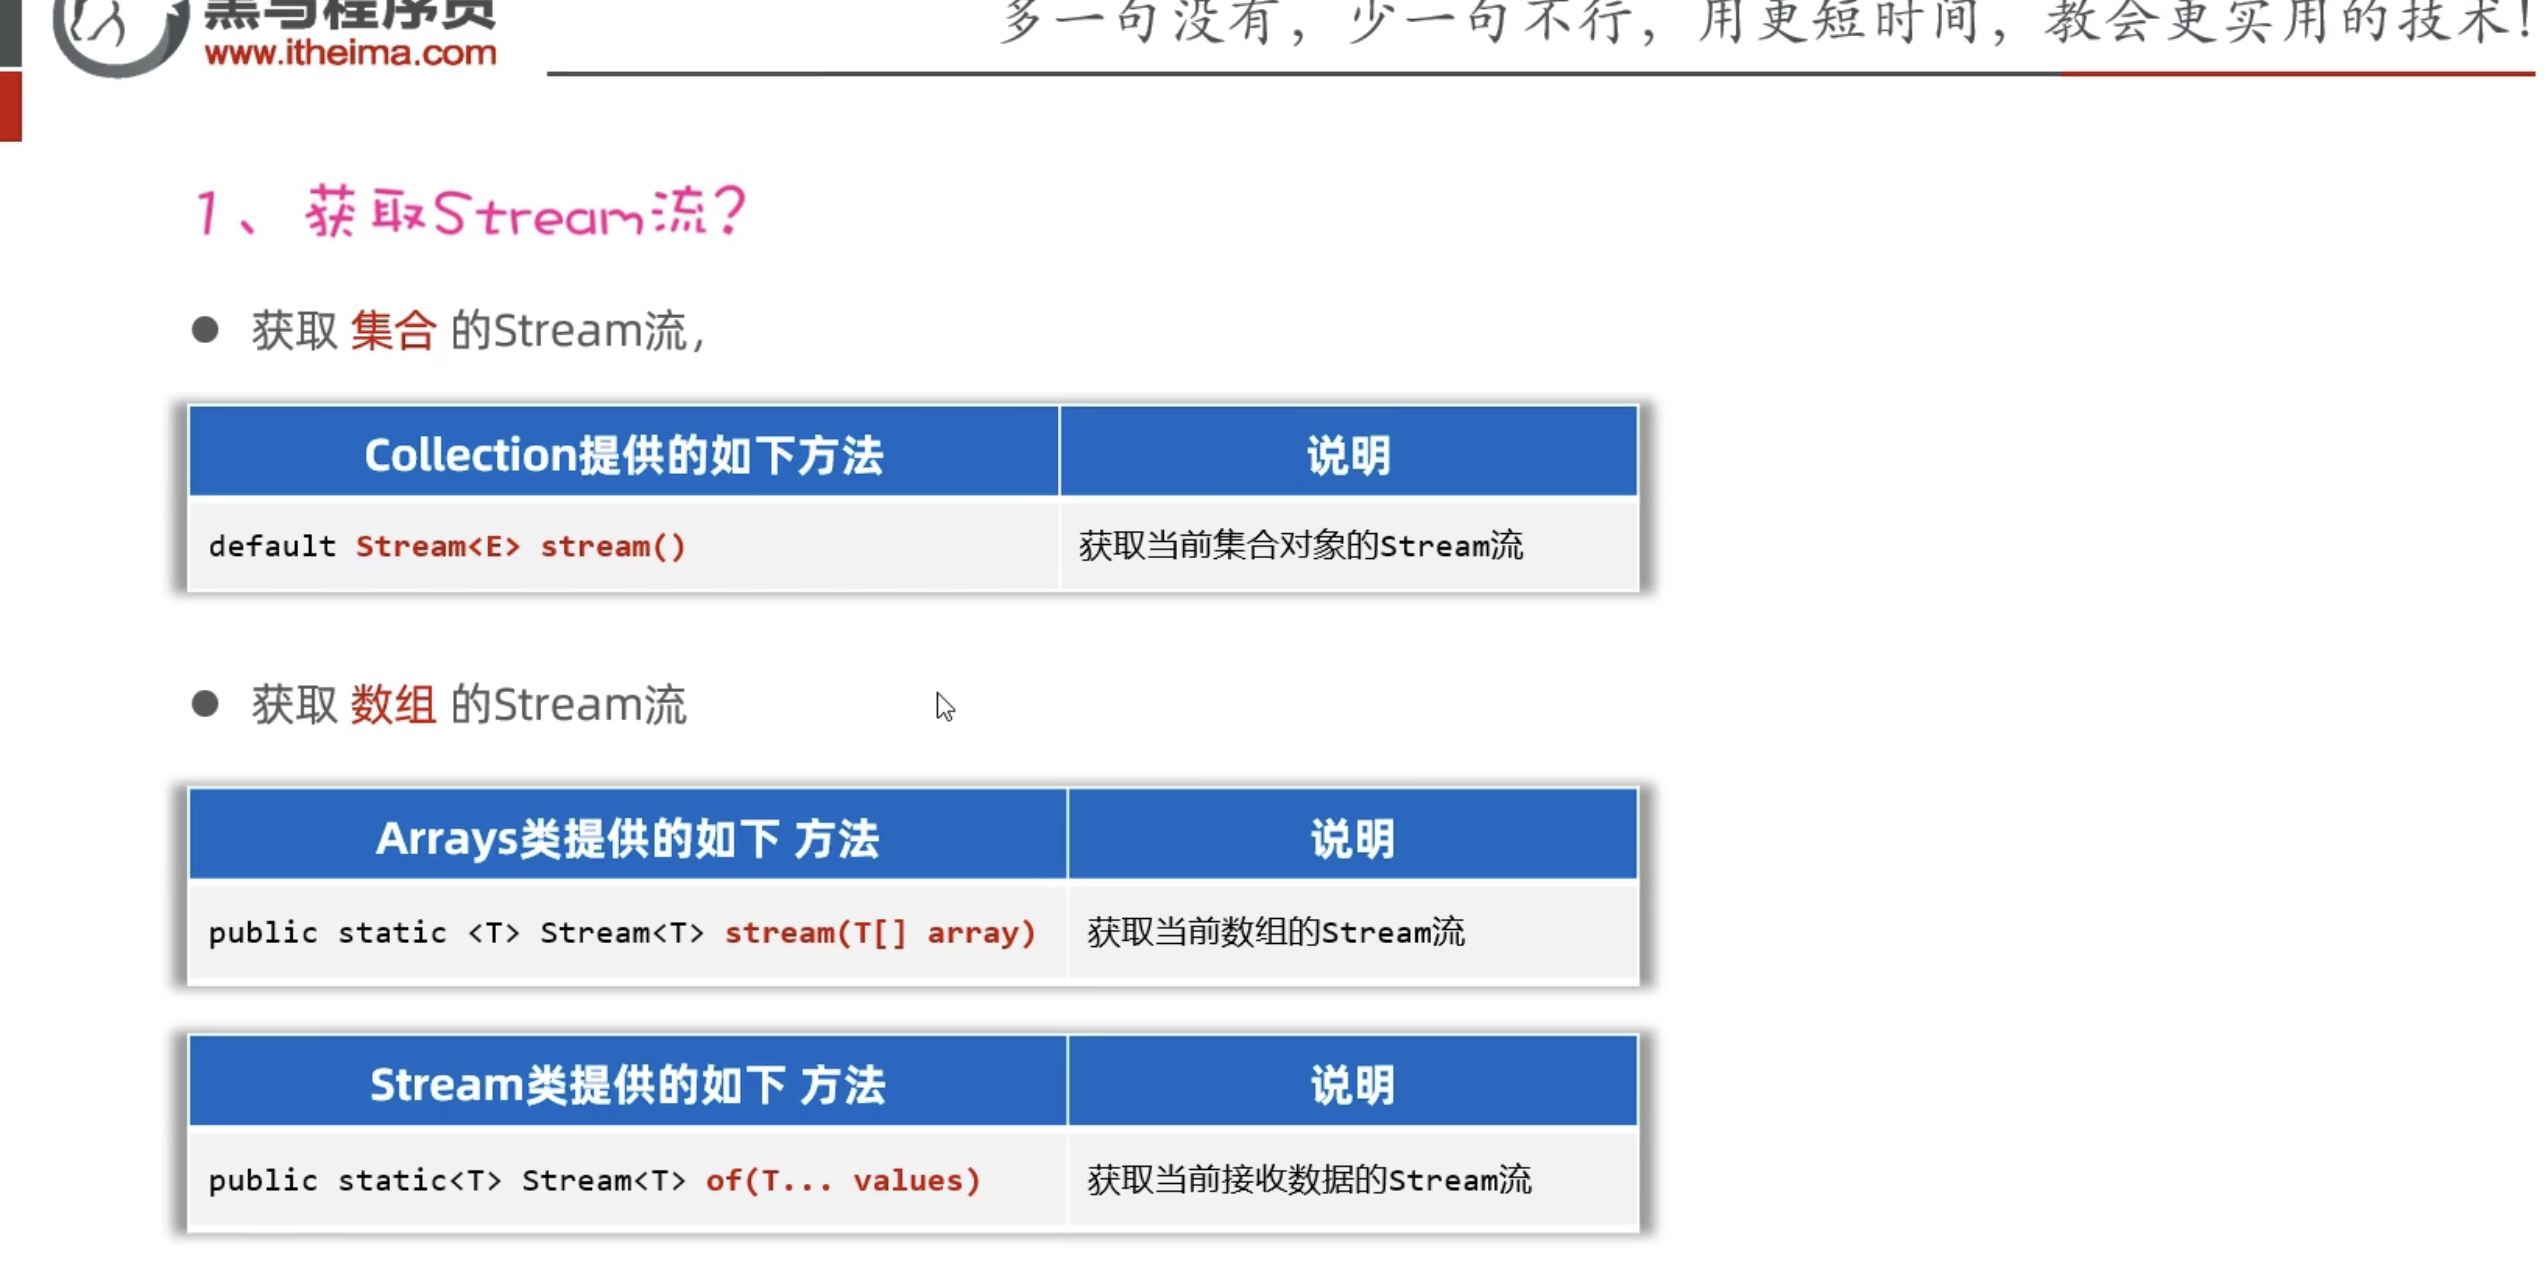 黑马程序员
www.itheima.com
多一句没有，少一句不行，用更短时间，教会更实用的技术！
1、获取Stream流？
● 获取 集合 的Stream流，
Collection提供的如下方法 说明
default Stream<E> stream() 获取当前集合对象的Stream流
● 获取 数组 的Stream流
Arrays类提供的如下 方法 说明
public static <T> Stream<T> stream(T[] array) 获取当前数组的Stream流
Stream类提供的如下 方法 说明
public static<T> Stream<T> of(T... values) 获取当前接收数据的Stream流